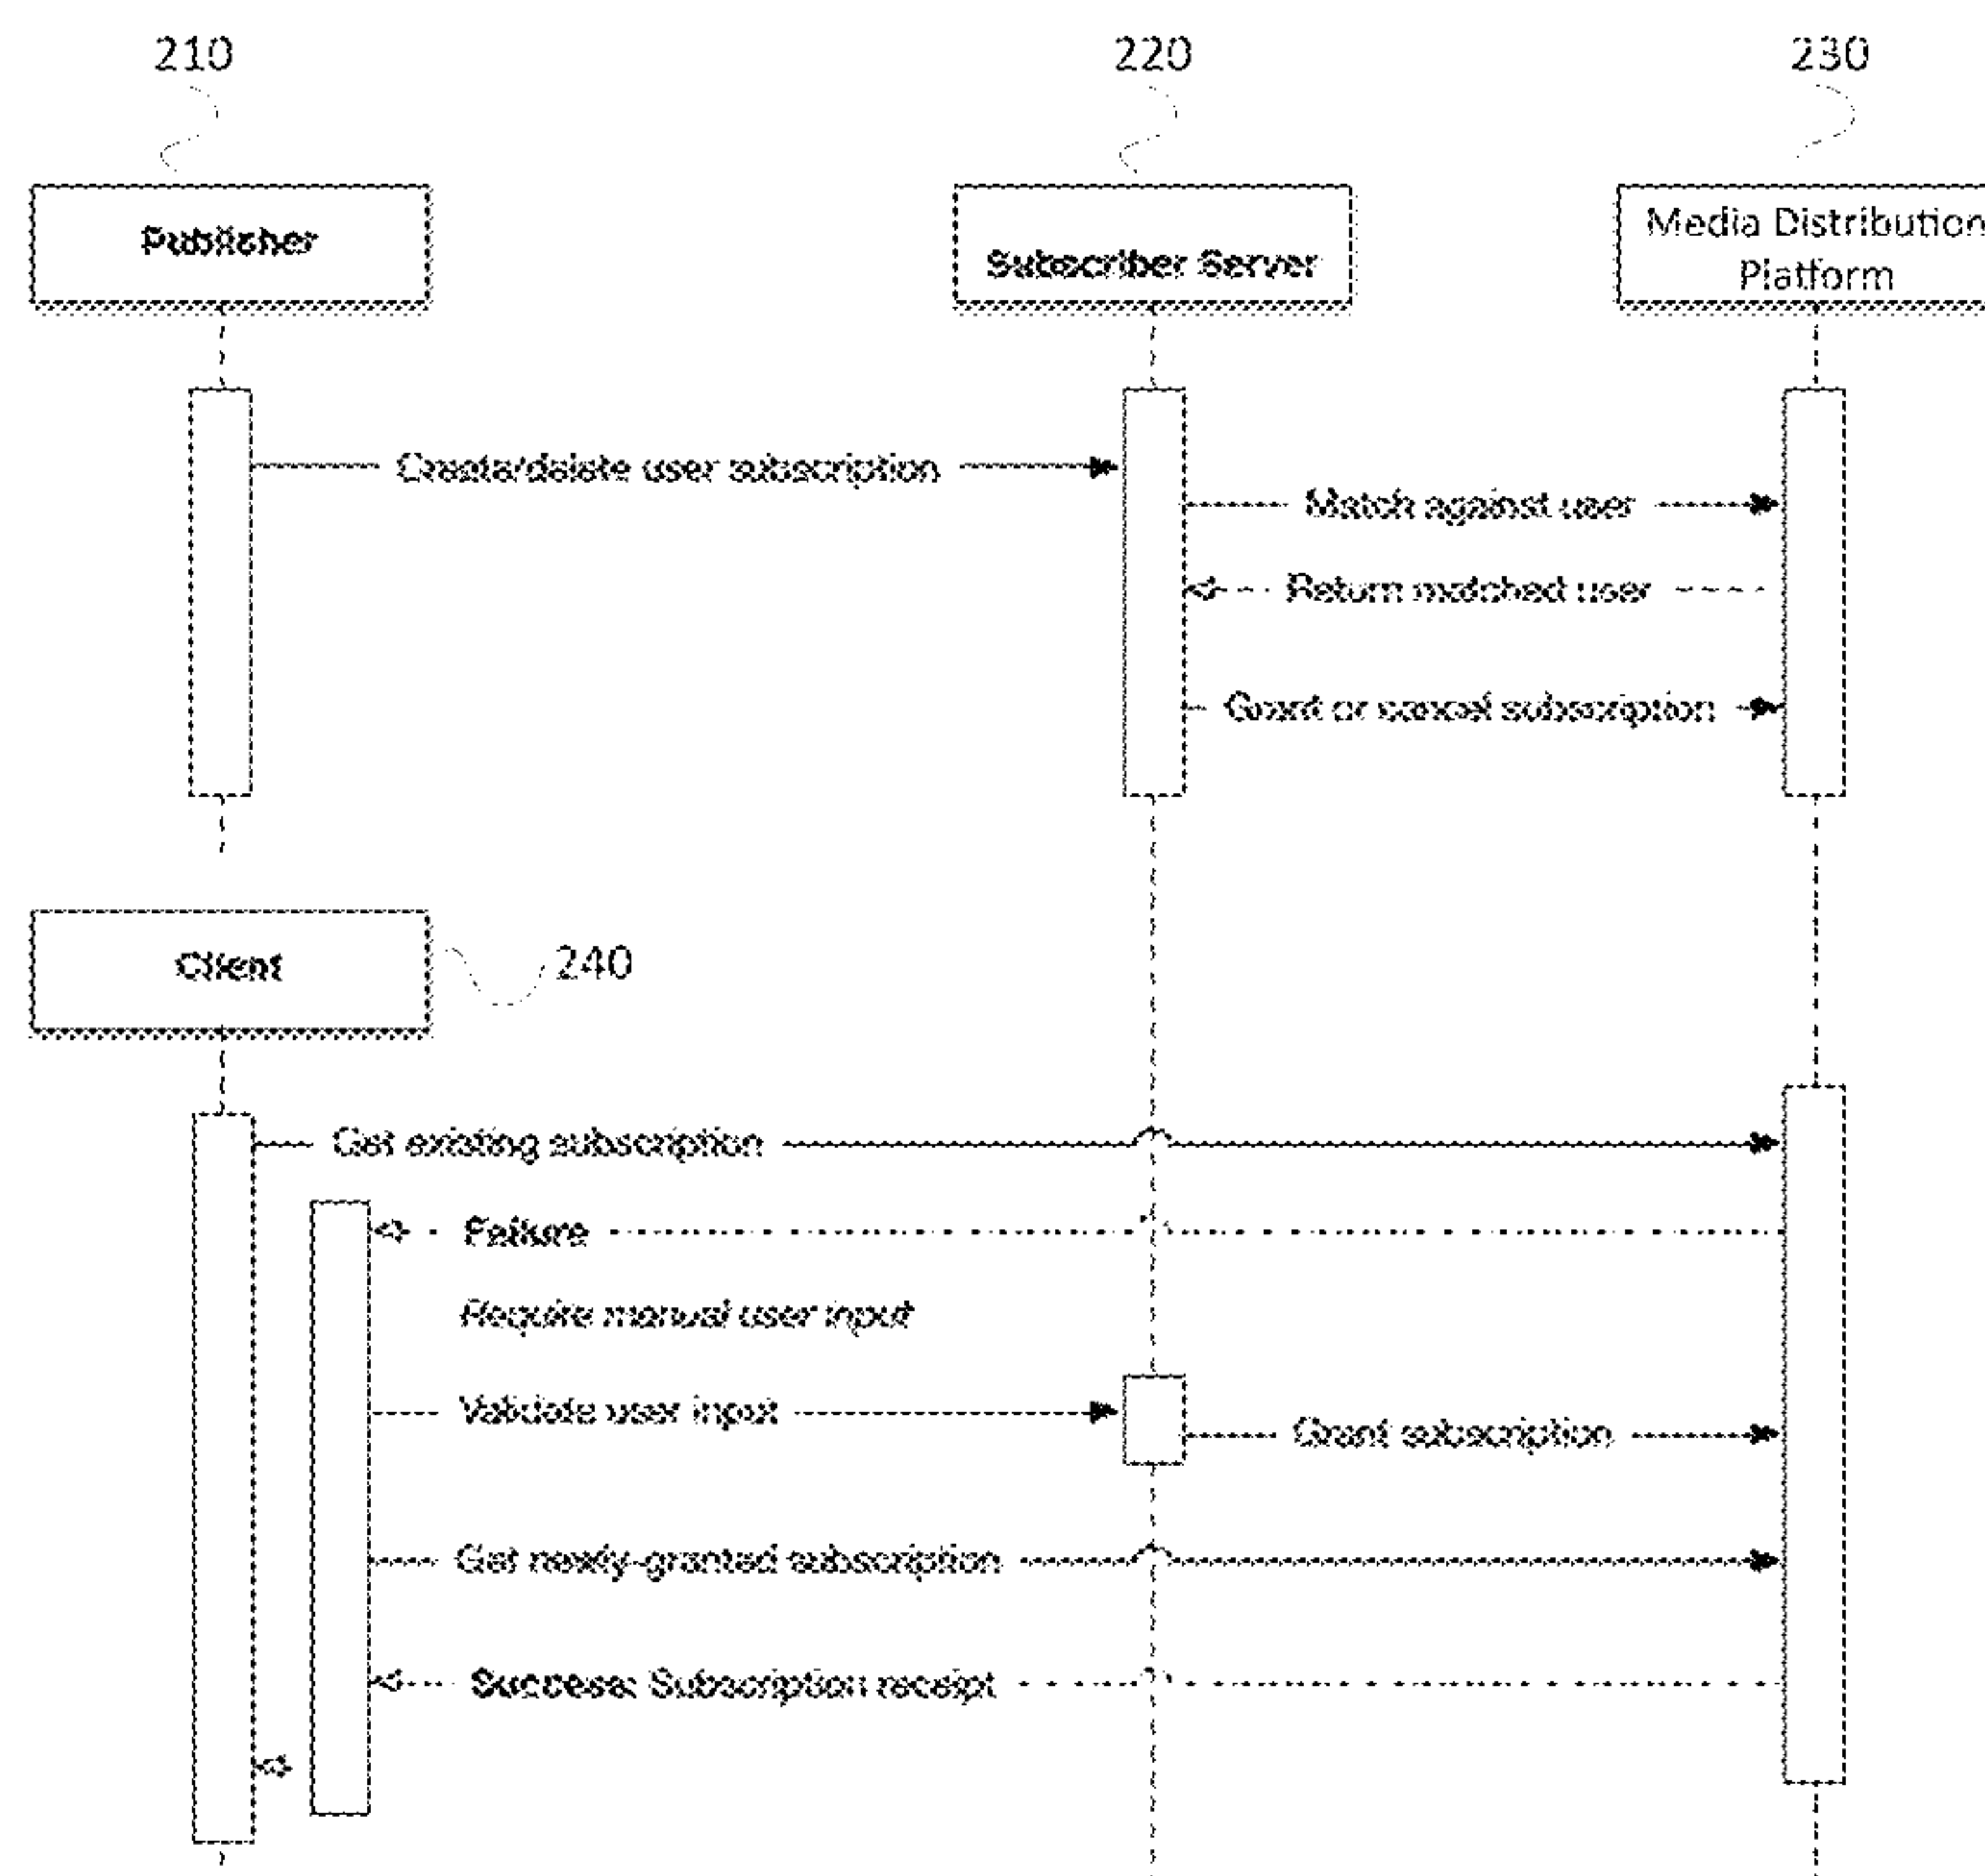 210
220
230
Publisher
Subscriber Server
Media Distribution
Platform
Create/delete user subscription
Match against user
Return matched user
Grant or cancel subscription
Client
240
Get existing subscription
Failure
Require manual user input
Validate user input
Grant subscription
Get newly-granted subscription
Success: Subscription receipt